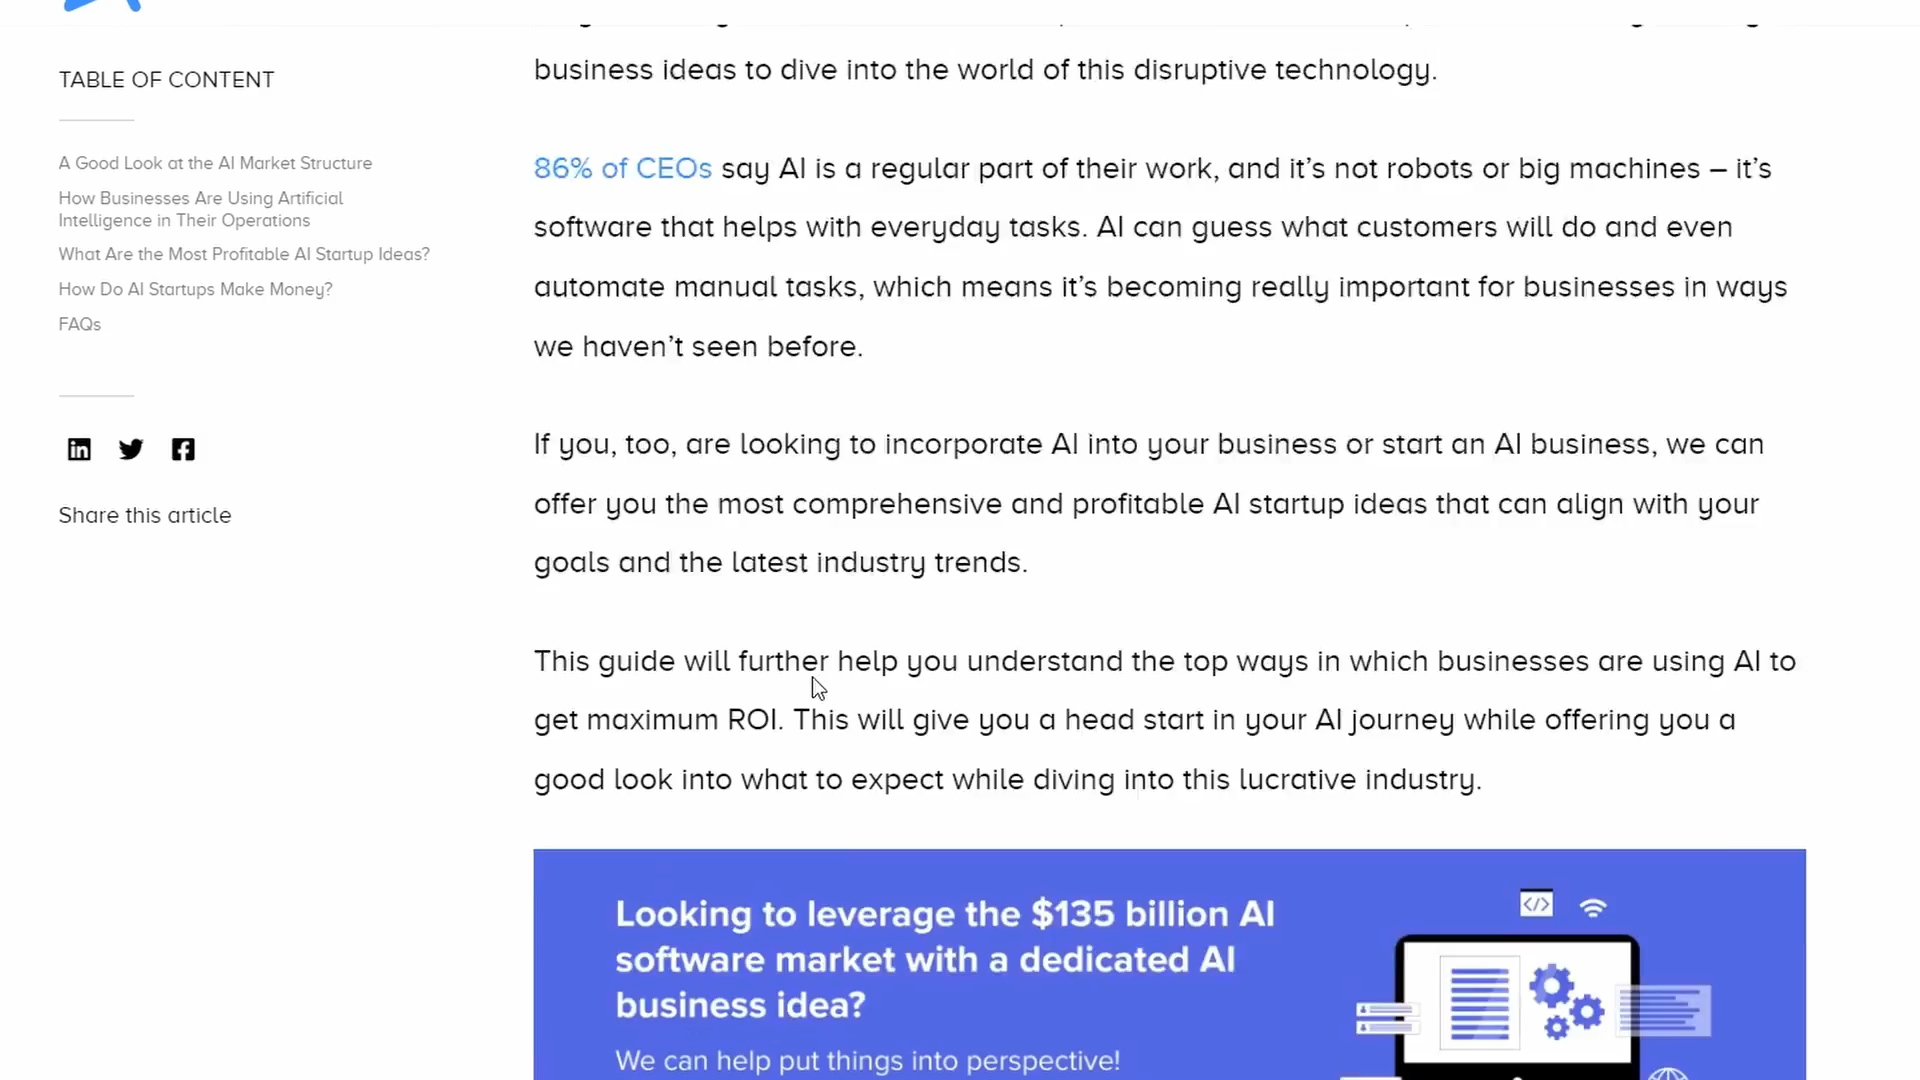 TABLE OF CONTENT
A Good Look at the AI Market Structure
How Businesses Are Using Artificial
Intelligence in Their Operations
What Are the Most Profitable AI Startup Ideas?
How Do AI Startups Make Money?
FAQs
Share this article
business ideas to dive into the world of this disruptive technology.
86% of CEOs say AI is a regular part of their work, and it’s not robots or big machines – it’s
software that helps with everyday tasks. AI can guess what customers will do and even
automate manual tasks, which means it’s becoming really important for businesses in ways
we haven’t seen before.
If you, too, are looking to incorporate AI into your business or start an AI business, we can
offer you the most comprehensive and profitable AI startup ideas that can align with your
goals and the latest industry trends.
This guide will further help you understand the top ways in which businesses are using AI to
get maximum ROI. This will give you a head start in your AI journey while offering you a
good look into what to expect while diving into this lucrative industry.
Looking to leverage the $135 billion AI
software market with a dedicated AI
business idea?
We can help put things into perspective!